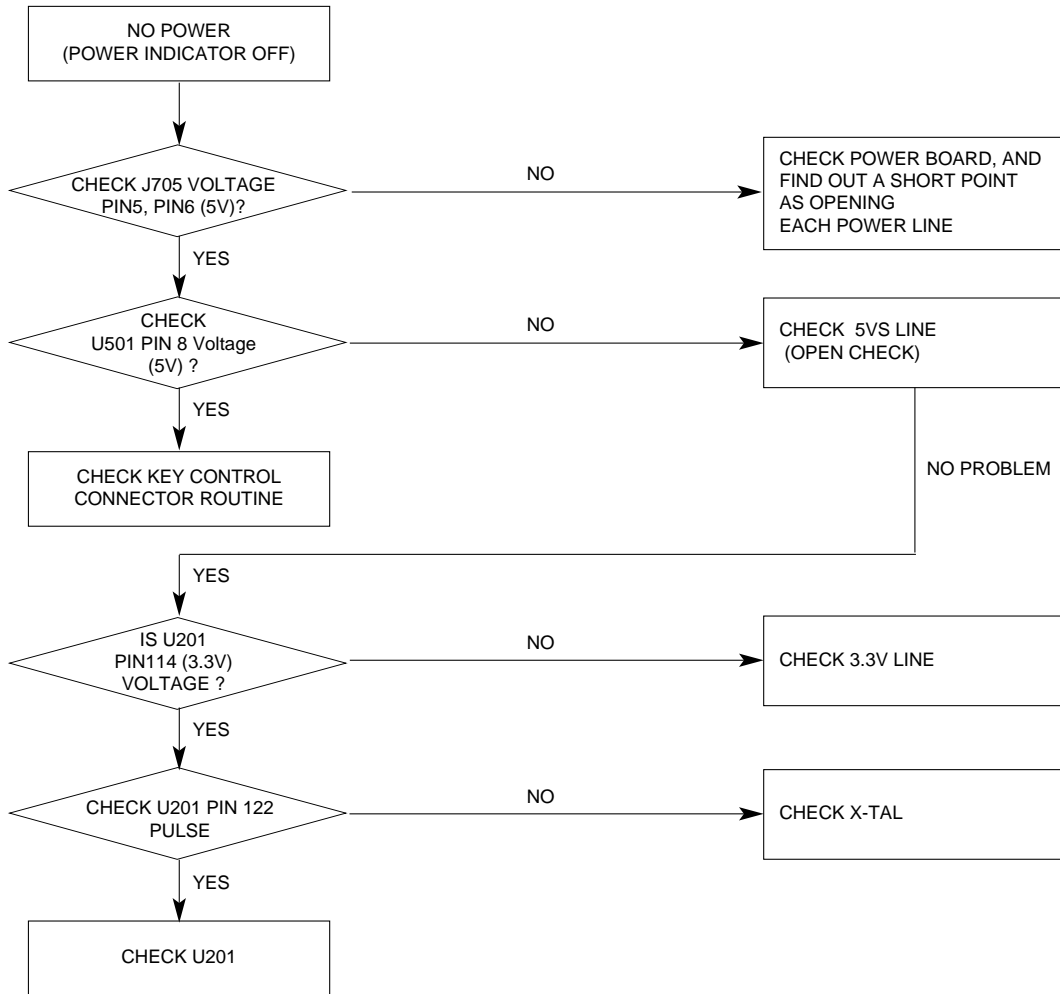 NO POWER
(POWER INDICATOR OFF)
CHECK J705 VOLTAGE
PIN5, PIN6 (5V)?
NO
CHECK POWER BOARD, AND
FIND OUT A SHORT POINT
AS OPENING
EACH POWER LINE
YES
CHECK
U501 PIN 8 Voltage
(5V) ?
NO
CHECK 5VS LINE
(OPEN CHECK)
YES
CHECK KEY CONTROL
CONNECTOR ROUTINE
NO PROBLEM
YES
IS U201
PIN114 (3.3V)
VOLTAGE ?
NO
CHECK 3.3V LINE
YES
CHECK U201 PIN 122
PULSE
NO
CHECK X-TAL
YES
CHECK U201